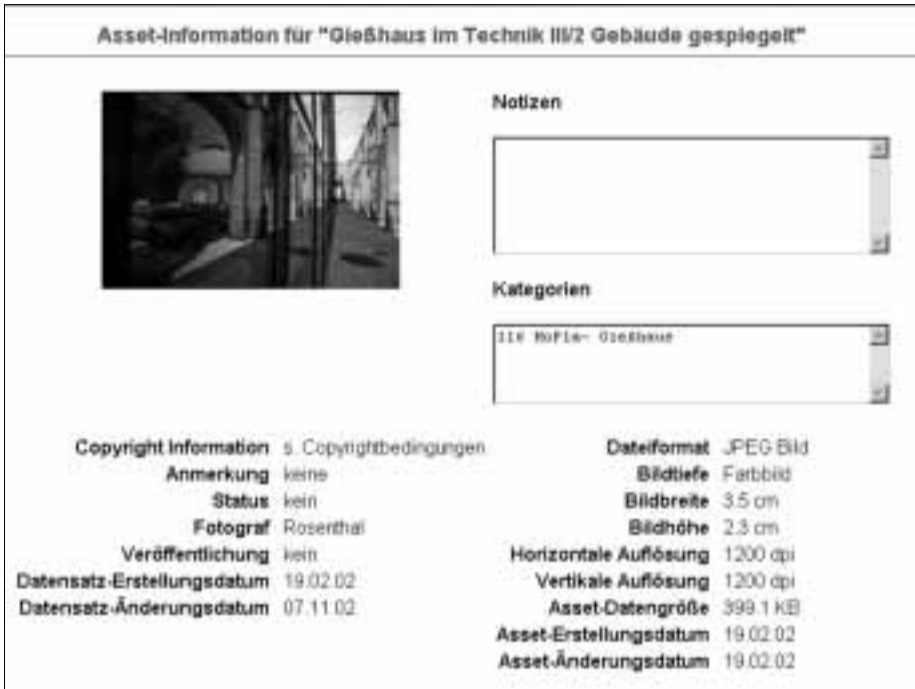 Asset-Information für "Gießhaus im Technik III/2 Gebäude gespiegelt"
Notizen
Kategorien
Gießhaus
Copyright Information s. Copyrightbedingungen
Anmerkung keine
Status kein
Fotograf Rosenthal
Veröffentlichung kein
Datensatz-Erstellungsdatum 19.02.02
Datensatz-Änderungsdatum 07.11.02
Dateiformat JPEG Bild
Bildtiefe Farbbild
Bildbreite 3.5 cm
Bildhöhe 2.3 cm
Horizontale Auflösung 1200 dpi
Vertikale Auflösung 1200 dpi
Asset-Datengröße 399.1 KB
Asset-Erstellungsdatum 19.02.02
Asset-Änderungsdatum 19.02.02